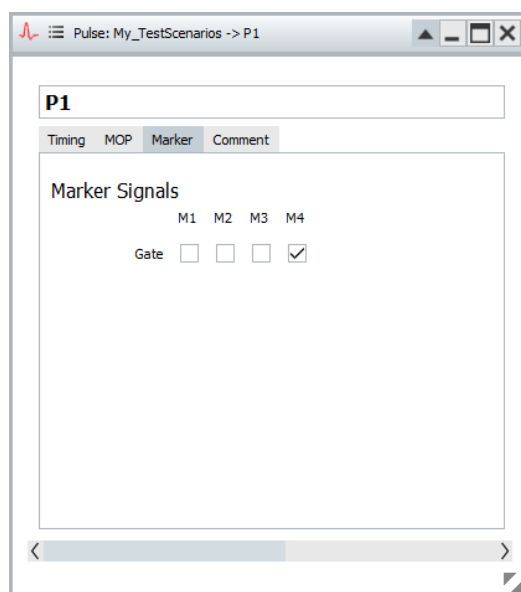 Pulse: My_TestScenarios -> P1
P1
Timing MOP Marker Comment
Marker Signals
M1 M2 M3 M4
Gate